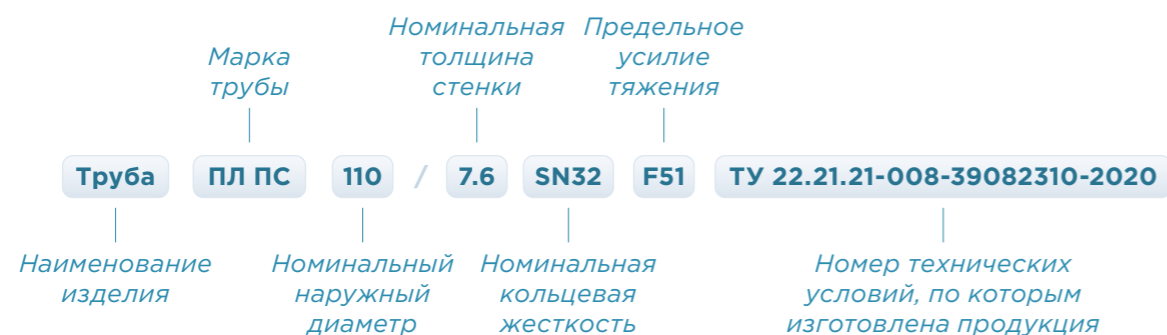 Номинальная
толщина
стенки
Предельное
усилие
тяжения
Марка
трубы
Труба ПЛ ПС 110 / 7.6 SN32 F51 ТУ 22.21.21-008-39082310-2020
Наименование
изделия
Номинальный
наружный
диаметр
Номинальная
кольцевая
жесткость
Номер технических
условий, по которым
изготовлена продукция